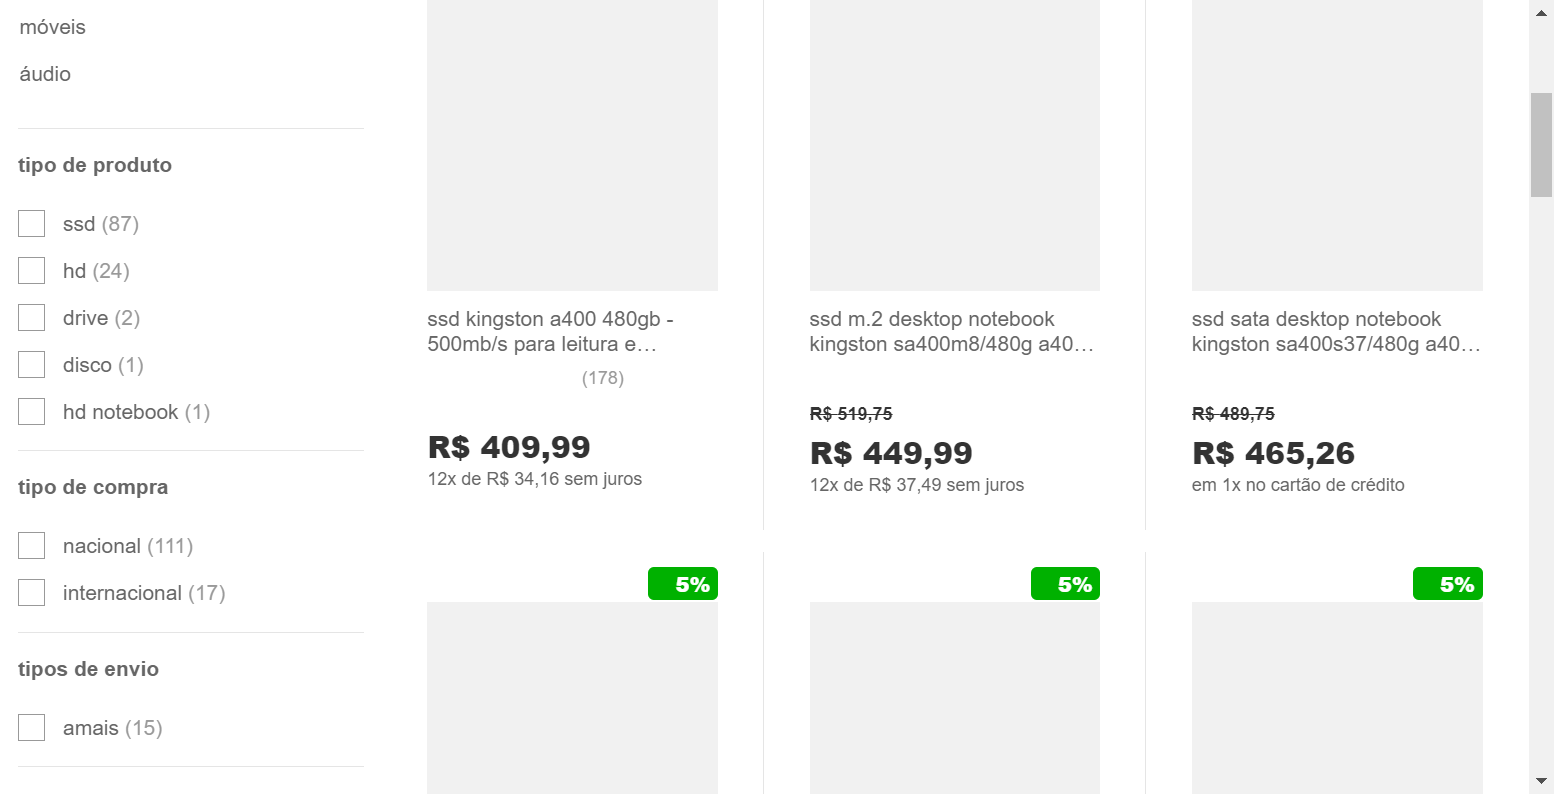 móveis
áudio
tipo de produto
ssd (87)
hd (24)
drive (2)
disco (1)
hd notebook (1)
tipo de compra
nacional (111)
internacional (17)
tipos de envio
amais (15)
ssd kingston a400 480gb -
500mb/s para leitura e…
(178)
R$ 409,99
12x de R$ 34,16 sem juros
ssd m.2 desktop notebook
kingston sa400m8/480g a40…
R$ 519,75
R$ 449,99
12x de R$ 37,49 sem juros
ssd sata desktop notebook
kingston sa400s37/480g a40…
R$ 489,75
R$ 465,26
em 1x no cartão de crédito
5%
5%
5%